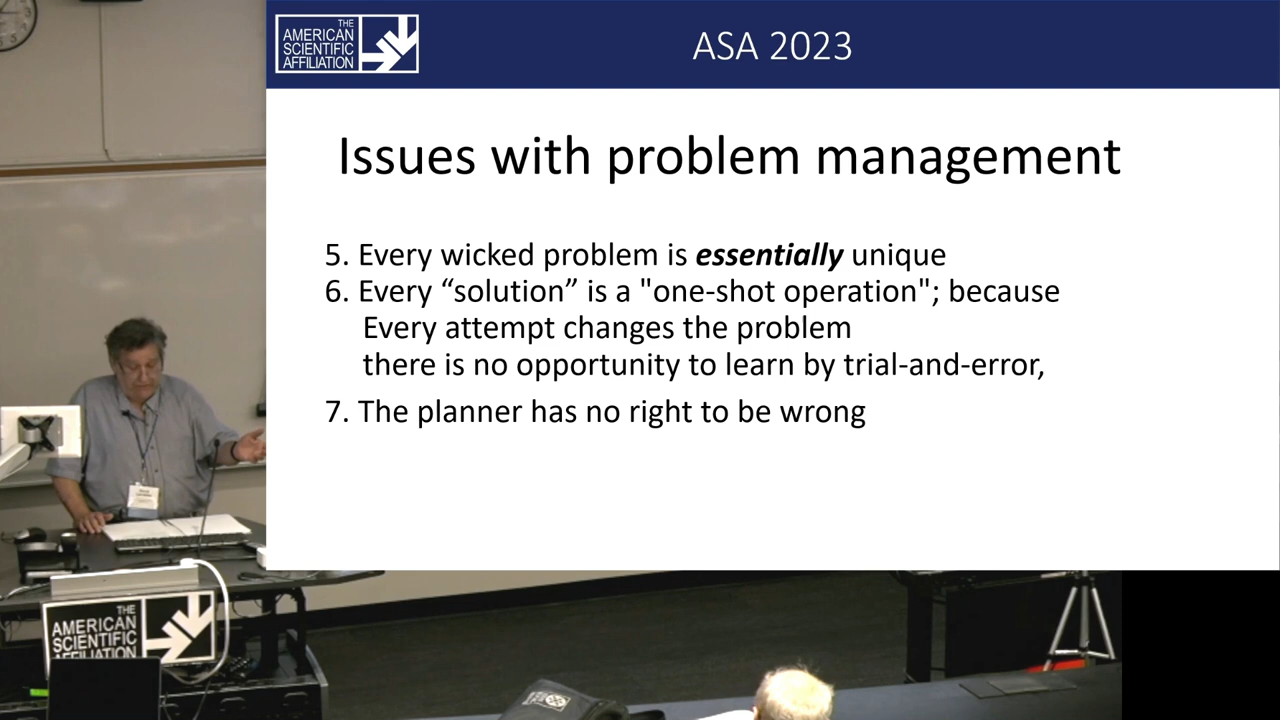 THE
AMERICAN
SCIENTIFIC
AFFILIATION
ASA 2023
Issues with problem management
5. Every wicked problem is essentially unique
6. Every “solution” is a "one-shot operation"; because
Every attempt changes the problem
there is no opportunity to learn by trial-and-error,
7. The planner has no right to be wrong
THE
AMERICAN
SCIENTIFIC
AFFILIATION